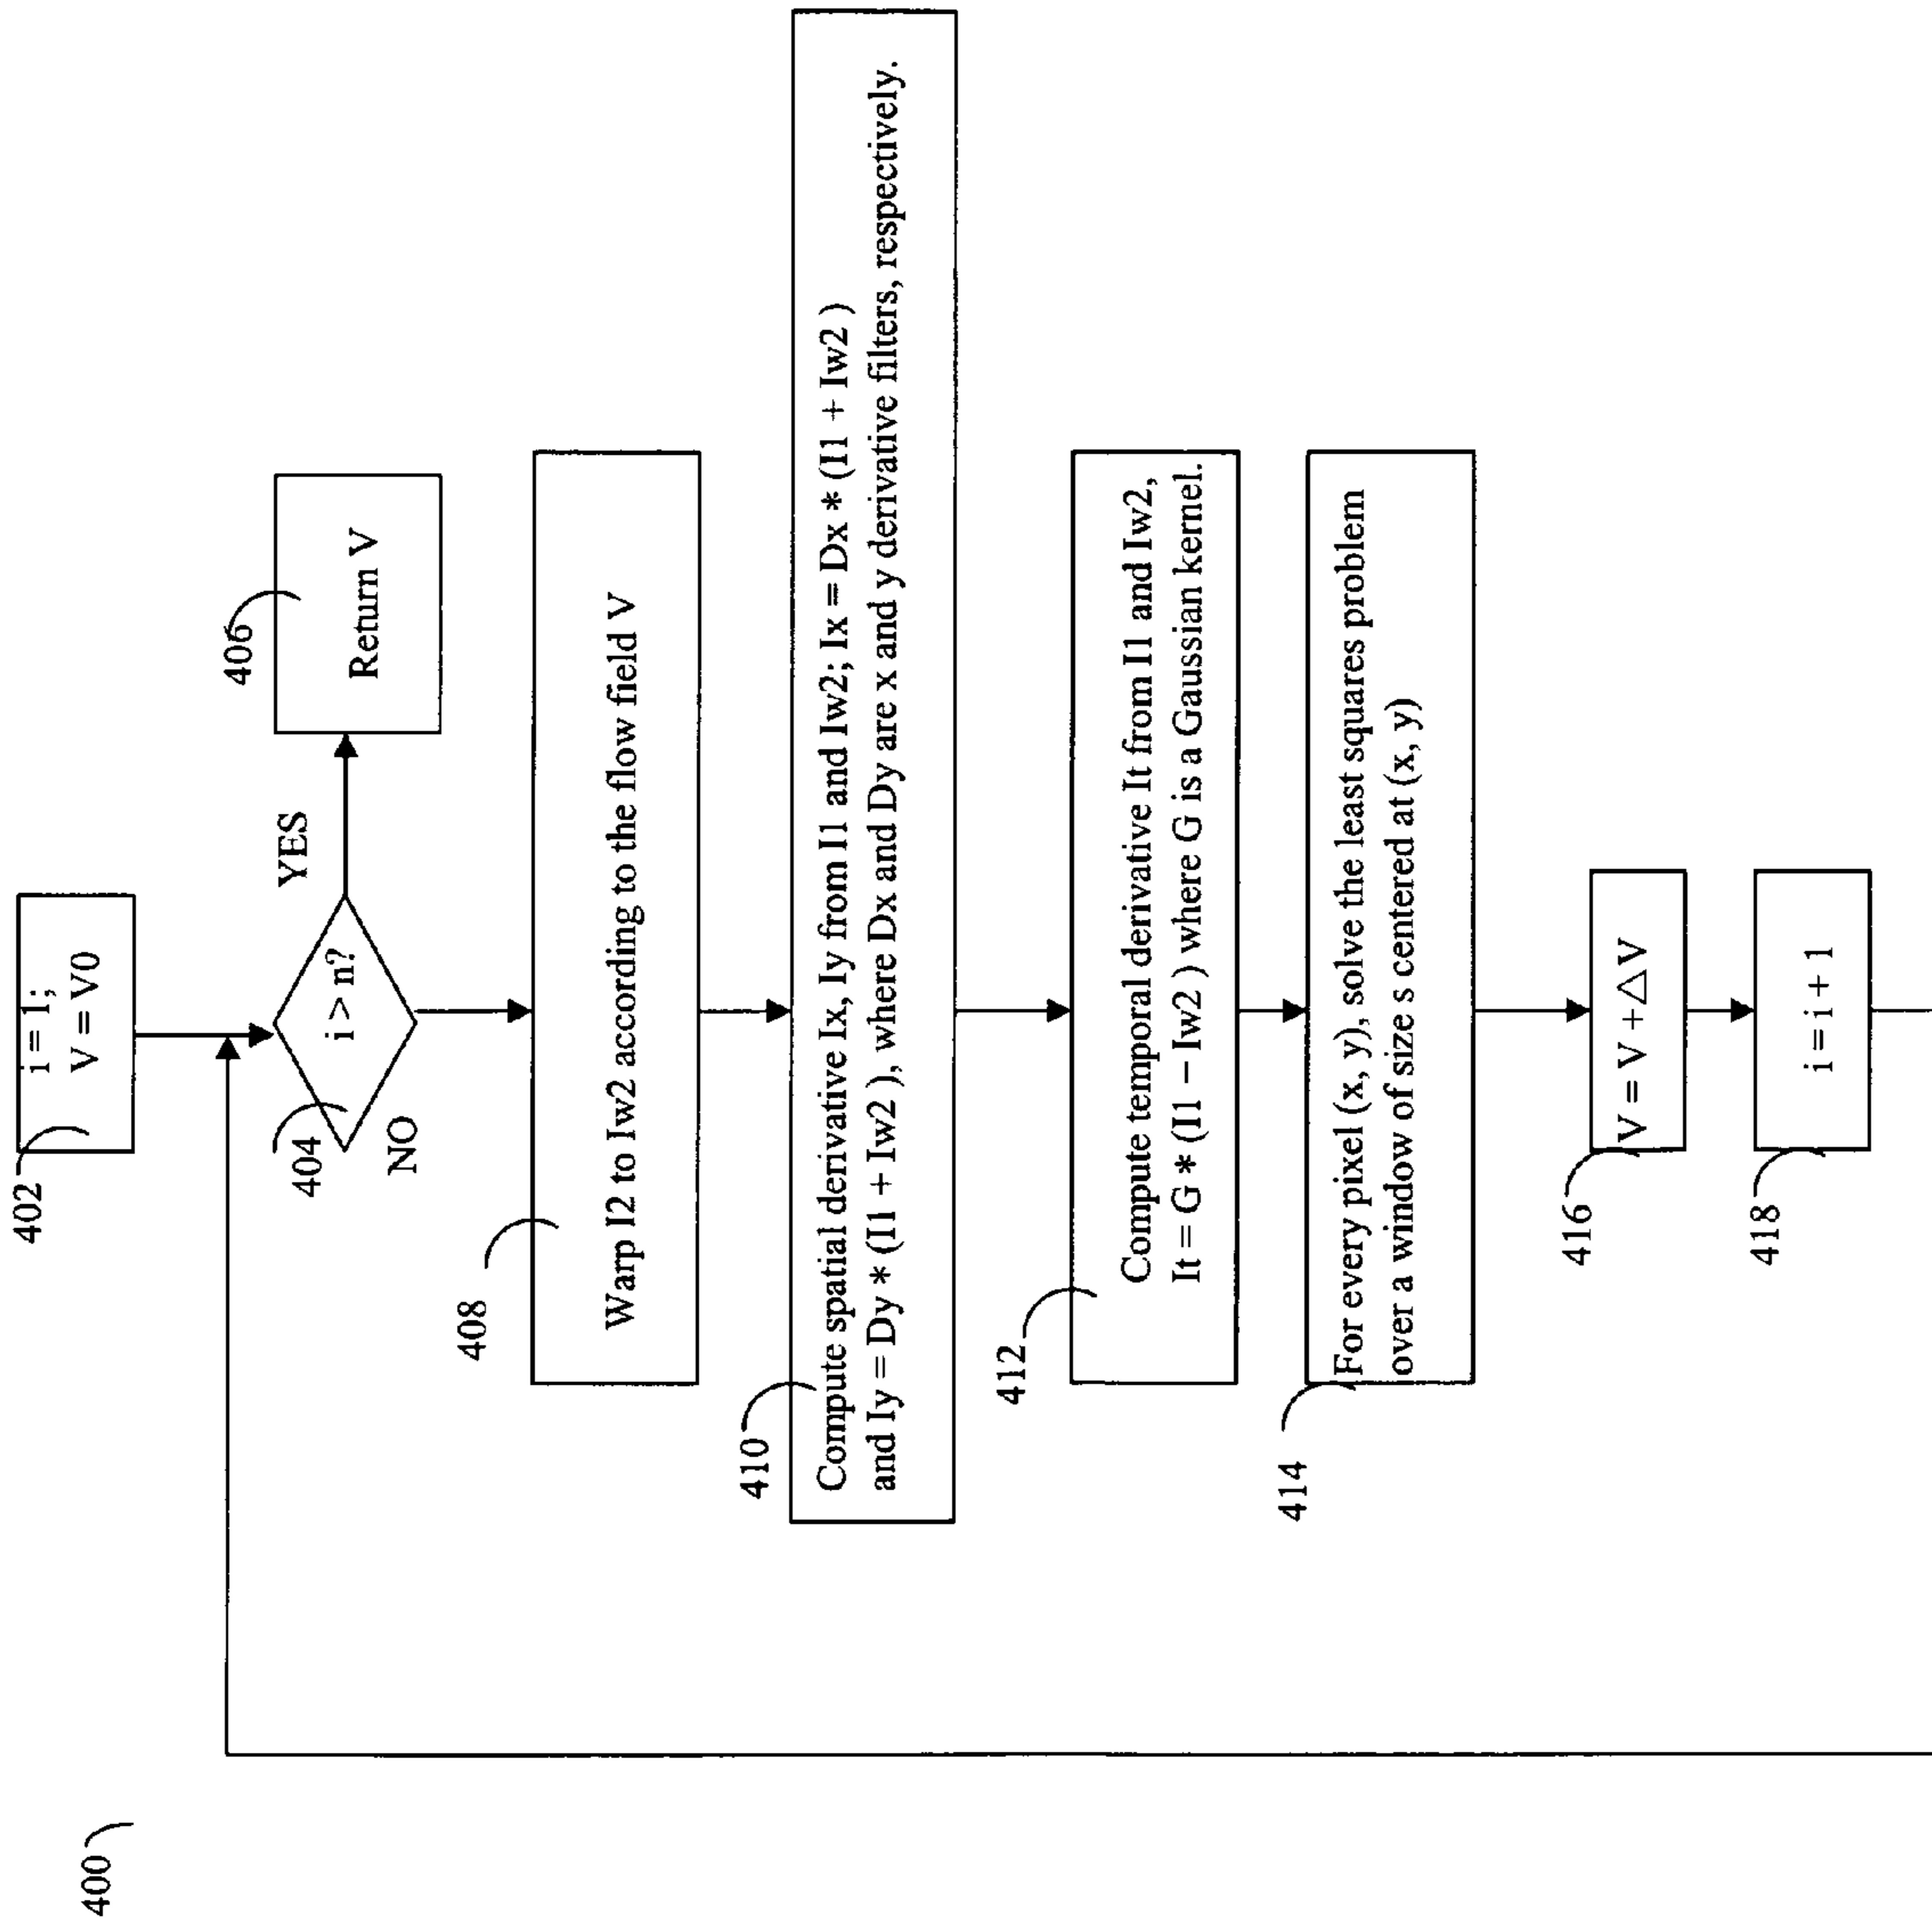 400
402
i = 1;
V = V0
404
i > n?
YES
406
Return V
NO
408
Warp I2 to Iw2 according to the flow field V
410
Compute spatial derivative Ix, Iy from I1 and Iw2; Ix = Dx * (I1 + Iw2 )
and Iy = Dy * (I1 + Iw2 ), where Dx and Dy are x and y derivative filters, respectively.
412
Compute temporal derivative It from I1 and Iw2,
It = G * (I1 − Iw2 ) where G is a Gaussian kernel.
414
For every pixel (x, y), solve the least squares problem
over a window of size s centered at (x, y)
416
V = V + △V
418
i = i + 1